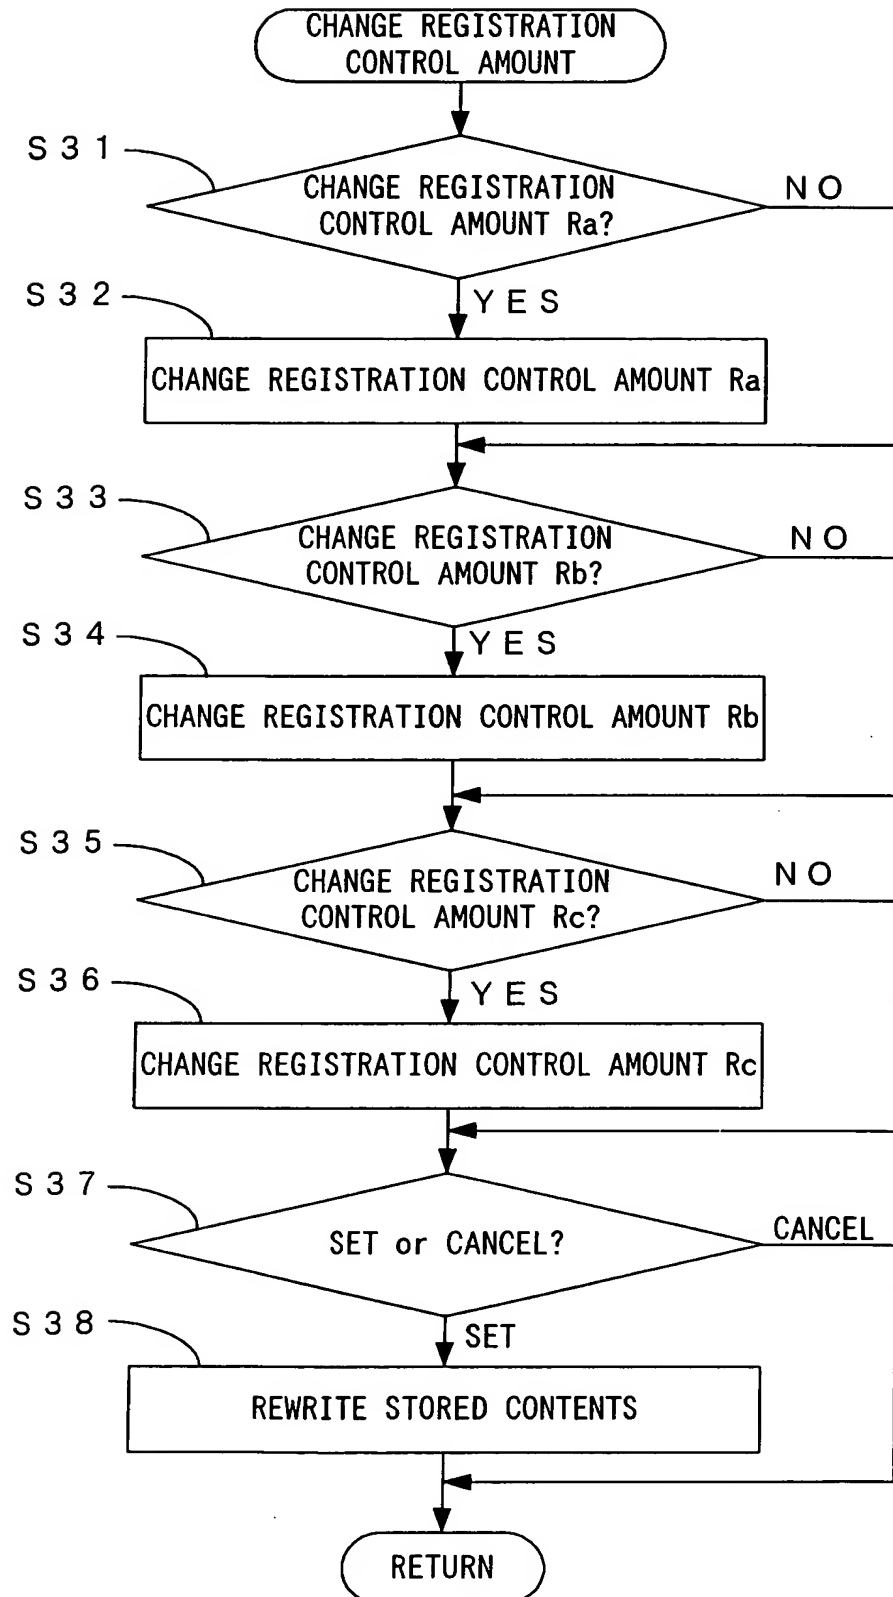 CHANGE REGISTRATION
CONTROL AMOUNT
S31
CHANGE REGISTRATION
CONTROL AMOUNT Ra?
NO
YES
S32
CHANGE REGISTRATION CONTROL AMOUNT Ra
S33
CHANGE REGISTRATION
CONTROL AMOUNT Rb?
NO
YES
S34
CHANGE REGISTRATION CONTROL AMOUNT Rb
S35
CHANGE REGISTRATION
CONTROL AMOUNT Rc?
NO
YES
S36
CHANGE REGISTRATION CONTROL AMOUNT Rc
S37
SET or CANCEL?
CANCEL
SET
S38
REWRITE STORED CONTENTS
RETURN